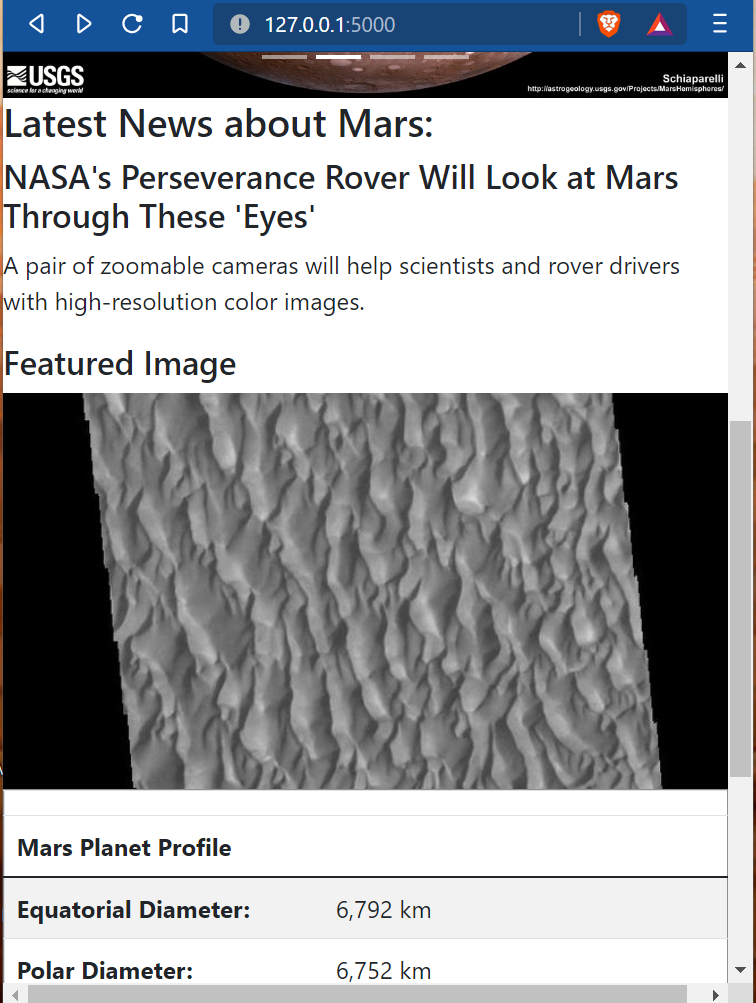 127.0.0.1:5000
USGS
science for a changing world
Schiaparelli
http://astrogeology.usgs.gov/Projects/MarsHemispheres/
Latest News about Mars:
NASA's Perseverance Rover Will Look at Mars
Through These 'Eyes'
A pair of zoomable cameras will help scientists and rover drivers
with high-resolution color images.
Featured Image
Mars Planet Profile
Equatorial Diameter: 6,792 km
Polar Diameter: 6,752 km